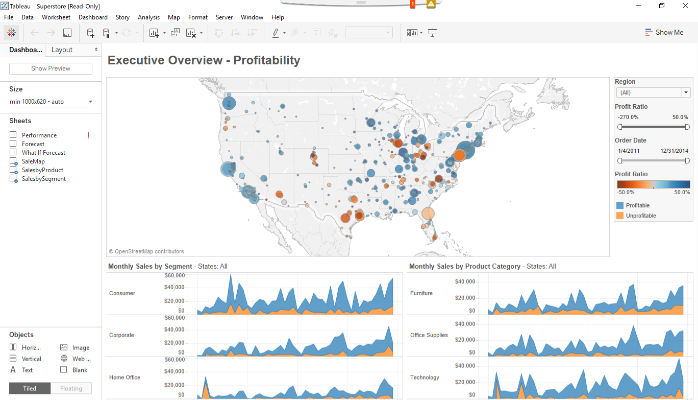 Tableau - Superstore [Read-Only]
File Data Worksheet Dashboard Story Analysis Map Format Server Window Help
Show Me
Dashboa... Layout
Show Preview
Size
min 1000x620 - auto
Sheets
Performance !
Forecast
What If Forecast
SaleMap
SalesbyProduct
SalesbySegment
Objects
Horiz... Image
Vertical Web ...
A Text Blank
Tiled Floating
Executive Overview - Profitability
© OpenStreetMap contributors
Region
(All)
Profit Ratio
-270.0% 50.0%
Order Date
1/4/2011 12/31/2014
Profit Ratio
-50.0% 50.0%
Profitable
Unprofitable
Monthly Sales by Segment - States: All
$60,000
Consumer
$40,000
$20,000
$0
$60,000
Corporate
$40,000
$20,000
$0
$60,000
Home Office
$40,000
$20,000
$0
Monthly Sales by Product Category - States: All
Furniture
$40,000
$20,000
$0
Office Supplies
$40,000
$20,000
$0
Technology
$40,000
$20,000
$0